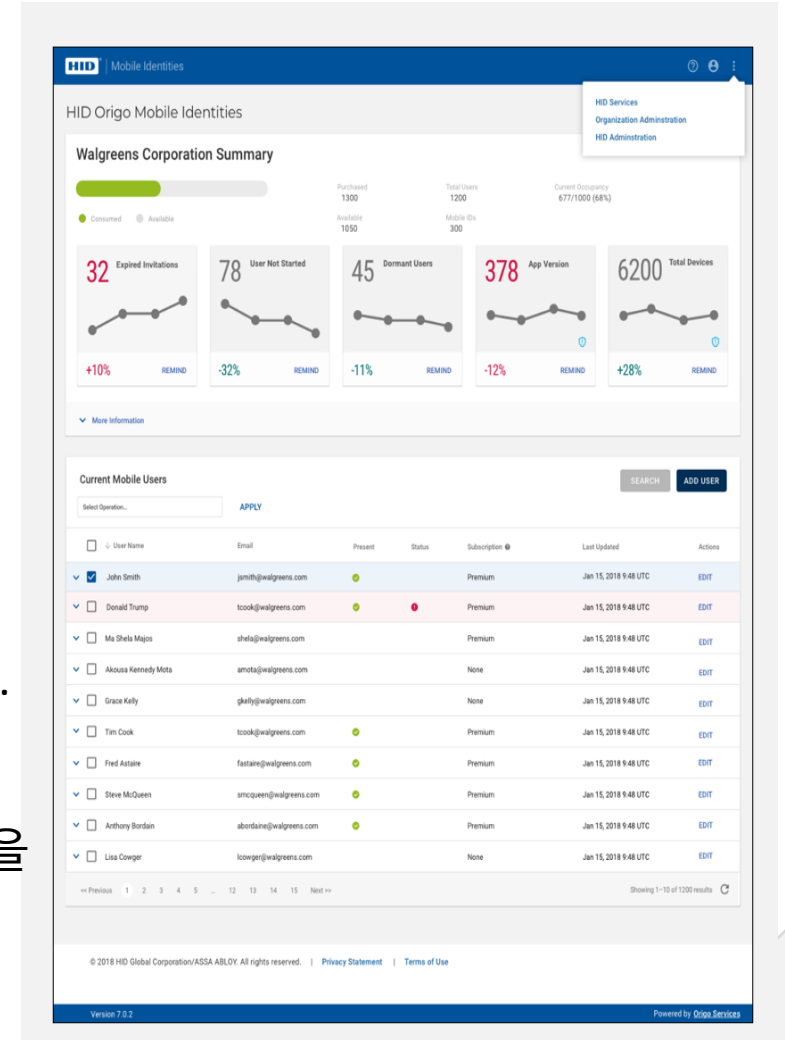 HID | Mobile Identities
HID Services
Organization Adminstration
HID Adminstration
HID Origo Mobile Identities
Walgreens Corporation Summary
Purchased Total Users Current Occupancy
1300 1200 677/1000 (68%)
Consumed Available
Available Mobile IDs
1050 300
32 Expired Invitations
78 User Not Started
45 Dormant Users
378 App Version
6200 Total Devices
+10% REMIND
-32% REMIND
-11% REMIND
-12% REMIND
+28% REMIND
More Information
Current Mobile Users
SEARCH ADD USER
Select Operation... APPLY
User Name Email Present Status Subscription Last Updated Actions
John Smith jsmith@walgreens.com Premium Jan 15, 2018 9:48 UTC EDIT
Donald Trump tcook@walgreens.com Premium Jan 15, 2018 9:48 UTC EDIT
Ma Shela Majos shela@walgreens.com Premium Jan 15, 2018 9:48 UTC EDIT
Akousa Kennedy Mota amota@walgreens.com None Jan 15, 2018 9:48 UTC EDIT
.
Grace Kelly gkelly@walgreens.com None Jan 15, 2018 9:48 UTC EDIT
Tim Cook tcook@walgreens.com Premium Jan 15, 2018 9:48 UTC EDIT
Fred Astaire fastaire@walgreens.com Premium Jan 15, 2018 9:48 UTC EDIT
Steve McQueen smcqueen@walgreens.com Premium Jan 15, 2018 9:48 UTC EDIT
Anthony Bordain abordaine@walgreens.com Premium Jan 15, 2018 9:48 UTC EDIT
을
Lisa Cowger lcowger@walgreens.com None Jan 15, 2018 9:48 UTC EDIT
<< Previous 1 2 3 4 5 ... 12 13 14 15 Next >> Showing 1–10 of 1200 results
© 2018 HID Global Corporation/ASSA ABLOY. All rights reserved. | Privacy Statement | Terms of Use
Version 7.0.2 Powered by Origo Services